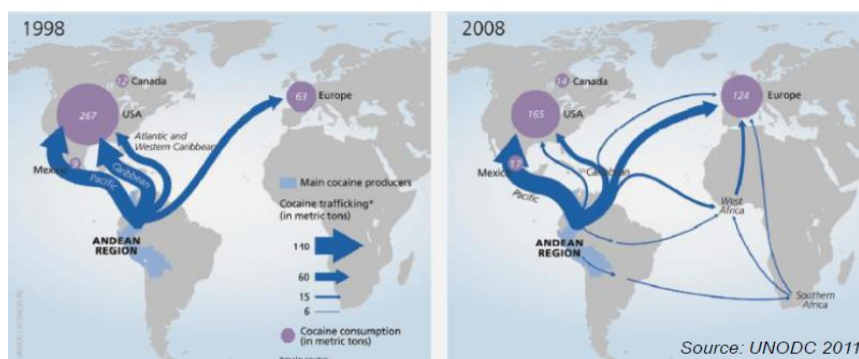 1998
12 Canada
267
USA
63
Europe
Atlantic and
Western Caribbean
Mexico
9
Pacific
Caribbean
ANDEAN
REGION
Main cocaine producers
Cocaine trafficking*
(in metric tons)
110
60
15
6
Cocaine consumption
(in metric tons)
2008
14 Canada
165
USA
124
Europe
Mexico
17
Pacific
Caribbean
ANDEAN
REGION
West
Africa
Southern
Africa
Source: UNODC 2011